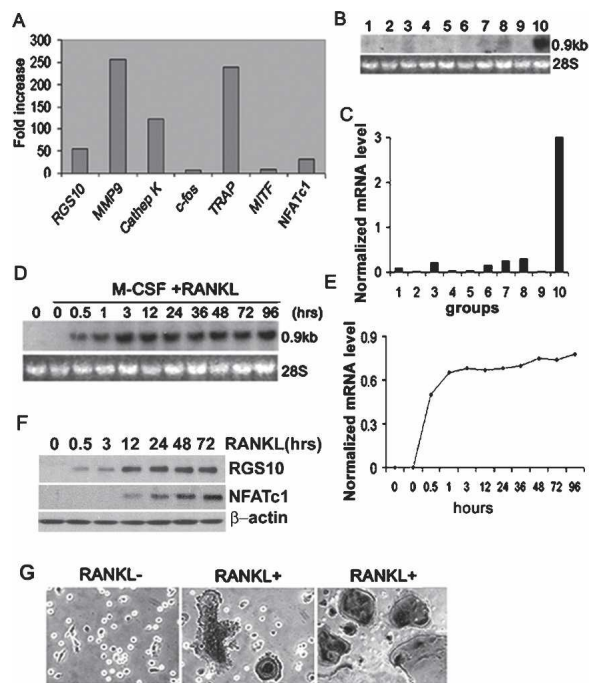 A
Fold increase
300
250
200
150
100
50
0
RGS10
MMP9
Cathep K
c-fos
TRAP
MITF
NFATc1
B
1 2 3 4 5 6 7 8 9 10
0.9kb
28S
C
Normalized mRNA level
3
2
1
0
1 2 3 4 5 6 7 8 9 10
groups
D
M-CSF +RANKL
0 0 0.5 1 3 12 24 36 48 72 96 (hrs)
0.9kb
28S
E
Normalized mRNA level
0.9
0.6
0.3
0
0 0 0.5 1 3 12 24 36 48 72 96
hours
F
0 0.5 3 12 24 48 72 RANKL(hrs)
RGS10
NFATc1
β–actin
G
RANKL- RANKL+ RANKL+